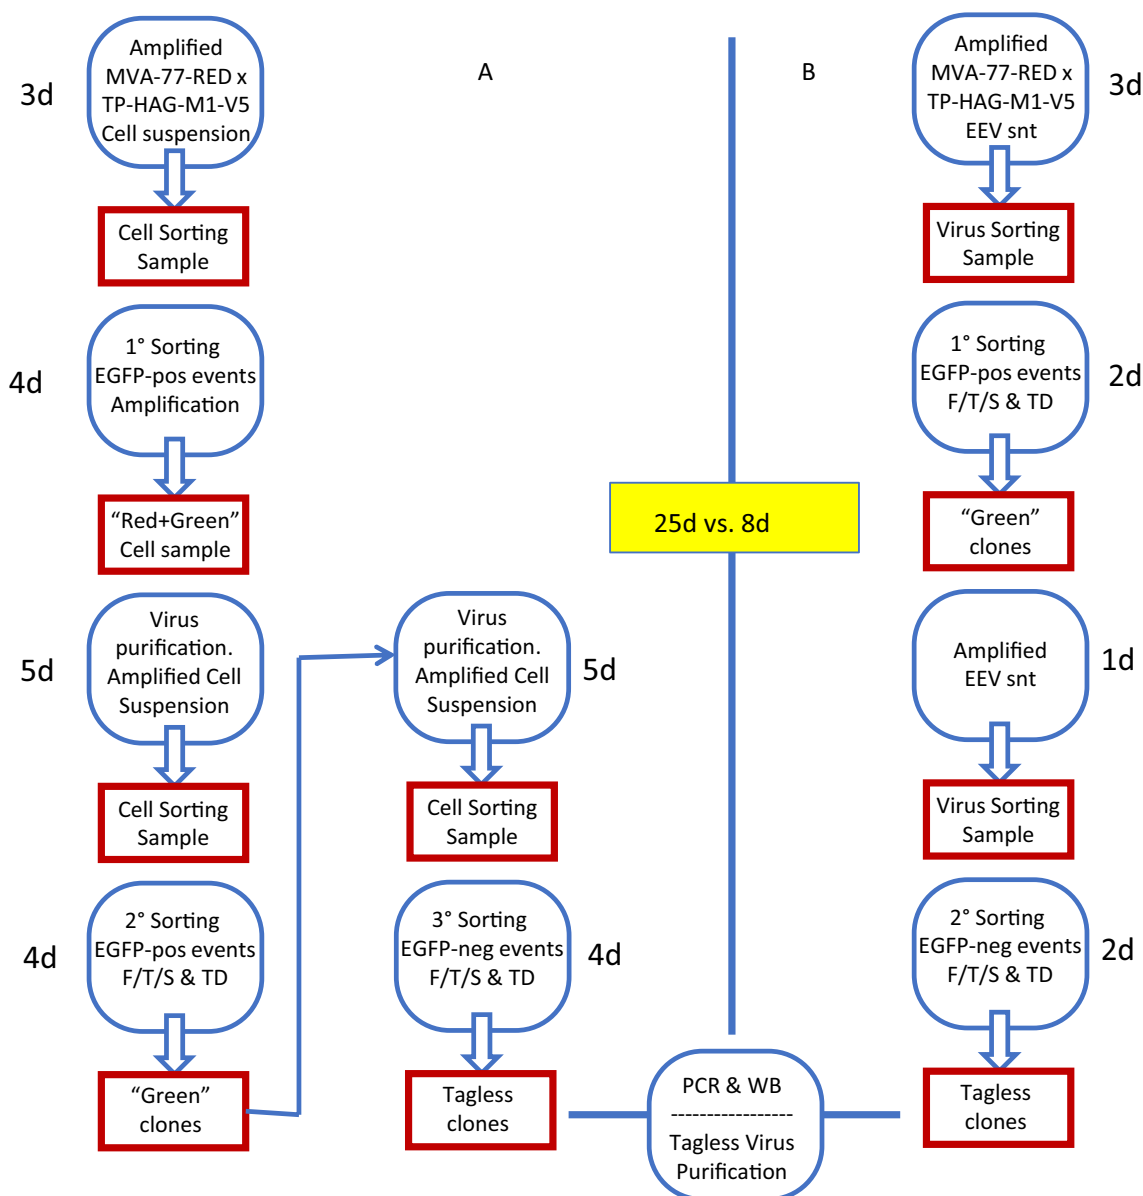 A
B
3d
Amplified
MVA-77-RED x
TP-HAG-M1-V5
Cell suspension
Cell Sorting
Sample
4d
1° Sorting
EGFP-pos events
Amplification
“Red+Green”
Cell sample
5d
Virus
purification.
Amplified Cell
Suspension
Cell Sorting
Sample
4d
2° Sorting
EGFP-pos events
F/T/S & TD
“Green”
clones
Virus
purification.
Amplified Cell
Suspension
5d
Cell Sorting
Sample
3° Sorting
EGFP-neg events
F/T/S & TD
4d
Tagless
clones
25d vs. 8d
PCR & WB
-----------------
Tagless Virus
Purification
Amplified
MVA-77-RED x
TP-HAG-M1-V5
EEV snt
3d
Virus Sorting
Sample
1° Sorting
EGFP-pos events
F/T/S & TD
2d
“Green”
clones
Amplified
EEV snt
1d
Virus Sorting
Sample
2° Sorting
EGFP-neg events
F/T/S & TD
2d
Tagless
clones